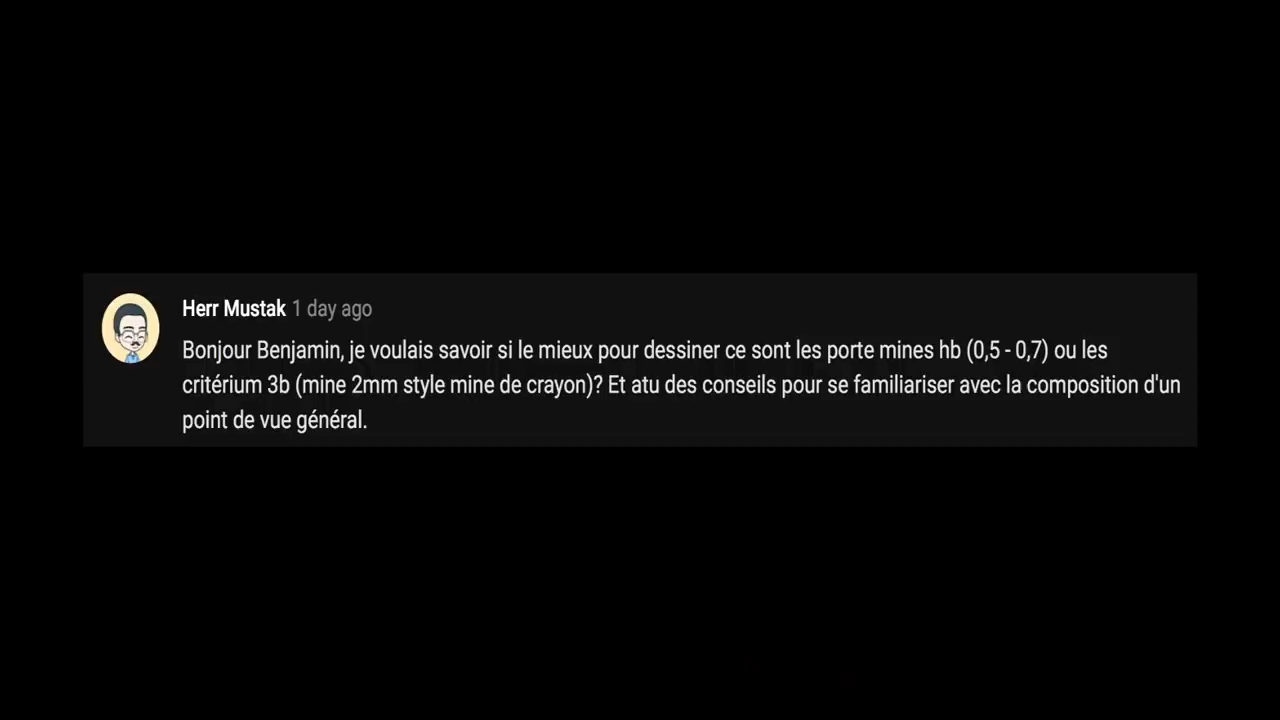 Herr Mustak 1 day ago
Bonjour Benjamin, je voulais savoir si le mieux pour dessiner ce sont les porte mines hb (0,5 - 0,7) ou les
critérium 3b (mine 2mm style mine de crayon)? Et atu des conseils pour se familiariser avec la composition d'un
point de vue général.